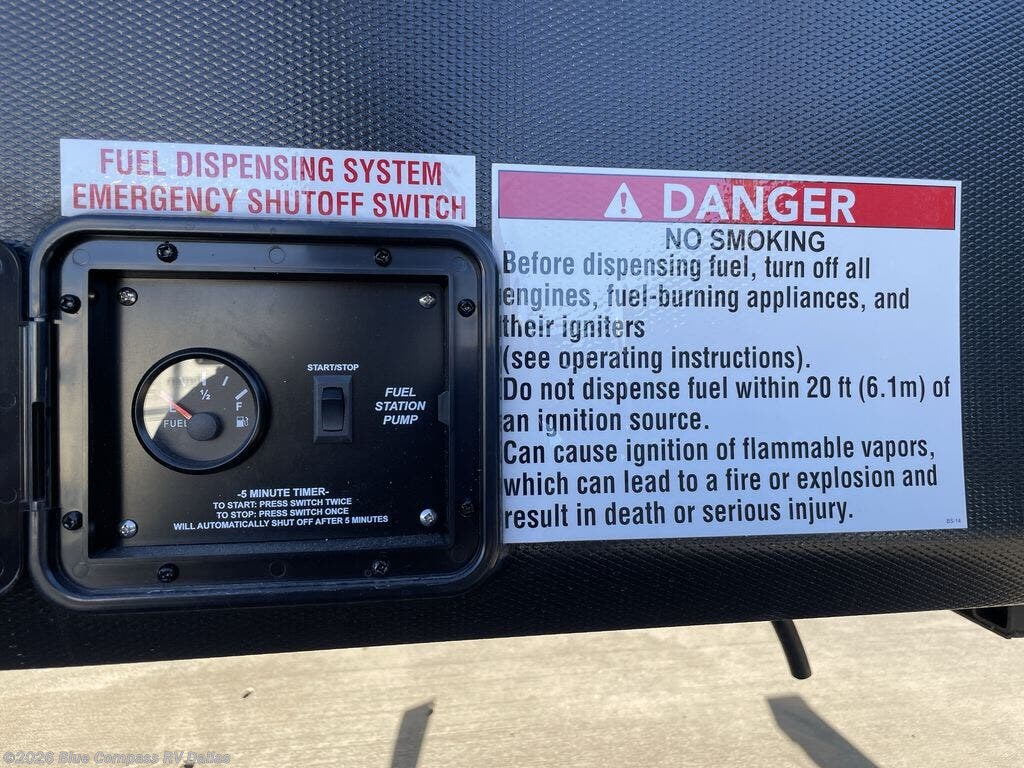 FUEL DISPENSING SYSTEM
EMERGENCY SHUTOFF SWITCH
DANGER
NO SMOKING
Before dispensing fuel, turn off all
engines, fuel-burning appliances, and
their igniters
(see operating instructions).
Do not dispense fuel within 20 ft (6.1m) of
an ignition source.
Can cause ignition of flammable vapors,
which can lead to a fire or explosion and
result in death or serious injury.
BS-14
E
½
F
FUEL
START/STOP
FUEL
STATION
PUMP
-5 MINUTE TIMER-
TO START: PRESS SWITCH TWICE
TO STOP: PRESS SWITCH ONCE
WILL AUTOMATICALLY SHUT OFF AFTER 5 MINUTES
©2026 Blue Compass RV Dallas